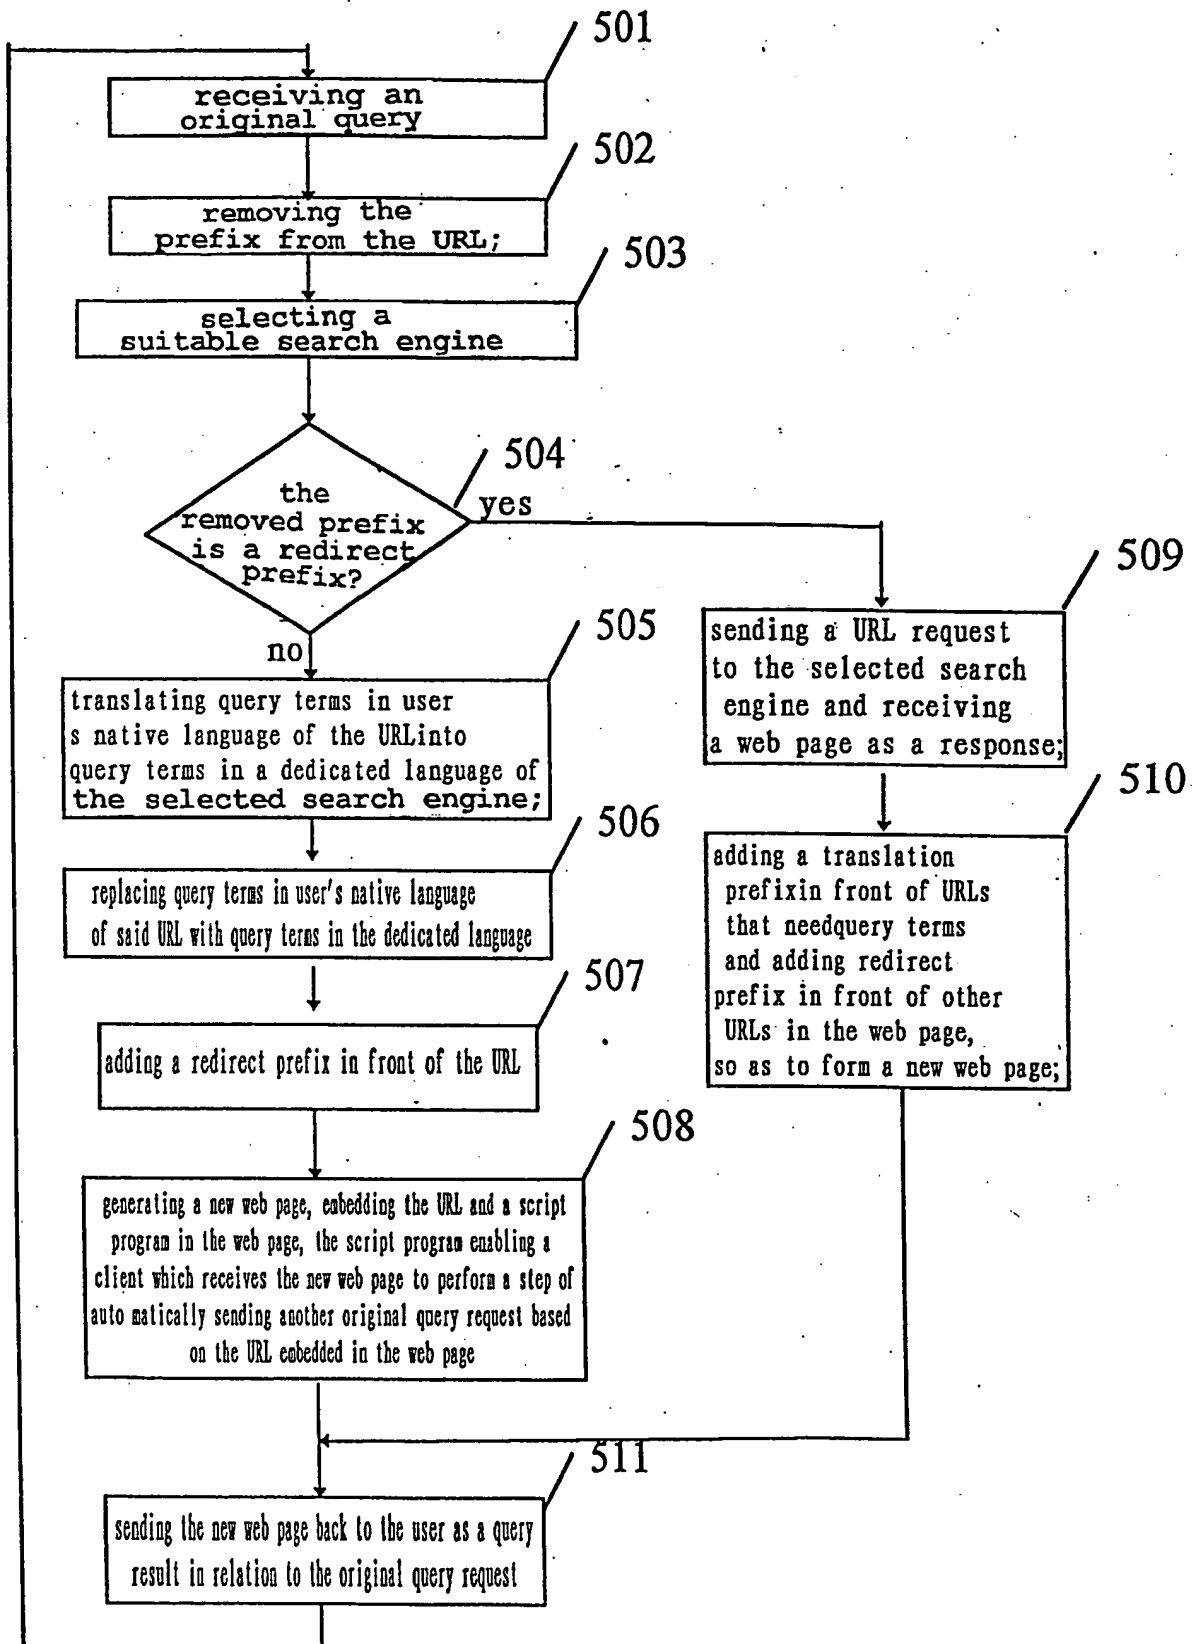 501
receiving an
original query
502
removing the
prefix from the URL;
503
selecting a
suitable search engine
504
the
removed prefix
is a redirect
prefix?
yes
no
505
translating query terms in user
s native language of the URLinto
query terms in a dedicated language of
the selected search engine;
506
replacing query terms in user's native language
of said URL with query terms in the dedicated language
507
adding a redirect prefix in front of the URL
508
generating a new web page, embedding the URL and a script
program in the web page, the script program enabling a
client which receives the new web page to perform a step of
auto matically sending another original query request based
on the URL embedded in the web page
509
sending a URL request
to the selected search
engine and receiving
a web page as a response;
510
adding a translation
prefixin front of URLs
that needquery terms
and adding redirect
prefix in front of other
URLs in the web page,
so as to form a new web page;
511
sending the new web page back to the user as a query
result in relation to the original query request